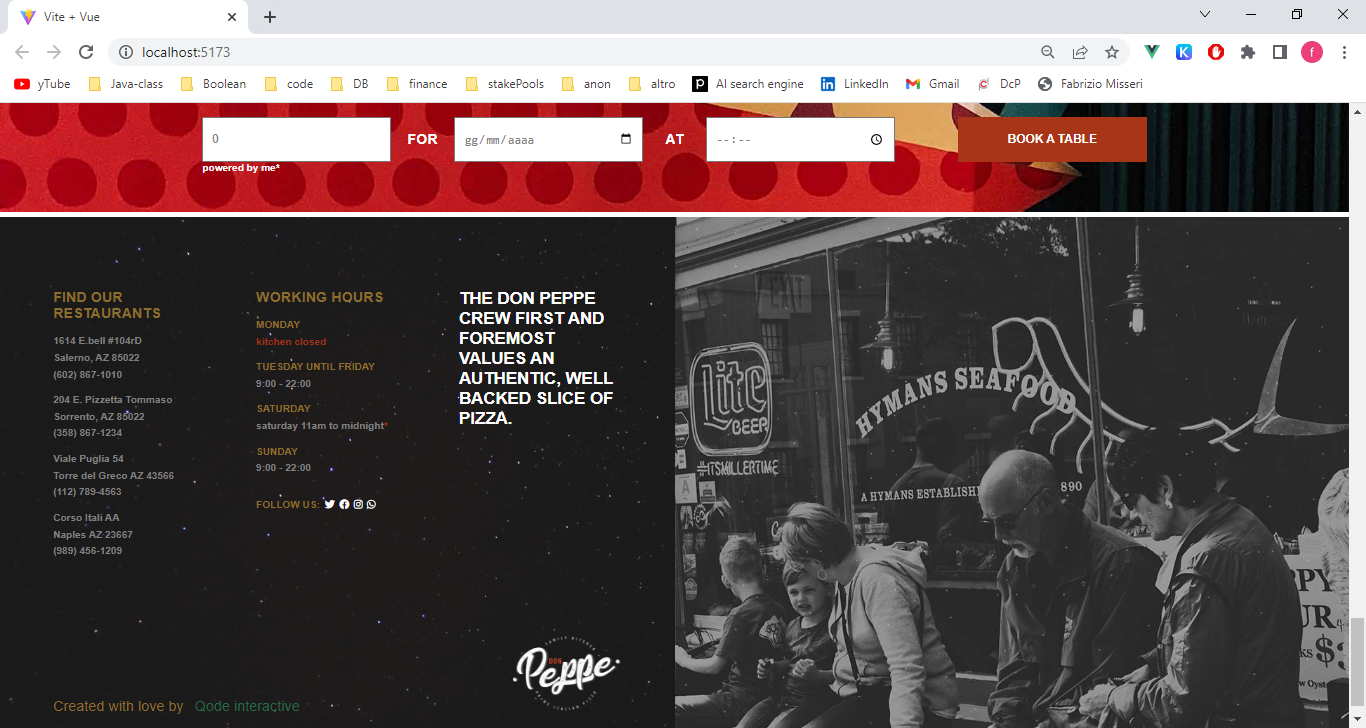 Vite + Vue
localhost:5173
f
yTube
Java-class
Boolean
code
DB
finance
stakePools
anon
altro
AI search engine
LinkedIn
Gmail
DcP
Fabrizio Misseri
0
FOR
gg/mm/aaaa
AT
--:--
BOOK A TABLE
powered by me*
FIND OUR
RESTAURANTS
1614 E.bell #104rD
Salerno, AZ 85022
(602) 867-1010
204 E. Pizzetta Tommaso
Sorrento, AZ 85022
(358) 867-1234
Viale Puglia 54
Torre del Greco AZ 43566
(112) 789-4563
Corso Itali AA
Naples AZ 23667
(989) 456-1209
WORKING HOURS
MONDAY
kitchen closed
TUESDAY UNTIL FRIDAY
9:00 - 22:00
SATURDAY
saturday 11am to midnight*
SUNDAY
9:00 - 22:00
FOLLOW US:
THE DON PEPPE
CREW FIRST AND
FOREMOST
VALUES AN
AUTHENTIC, WELL
BACKED SLICE OF
PIZZA.
DON
Peppe
Created with love by Qode interactive
Lite
BEER
#ITSMILLERTIME
HYMANS SEAFOOD
A HYMANS ESTABLISH
890
PPY
UR
KS $3
w Oyst